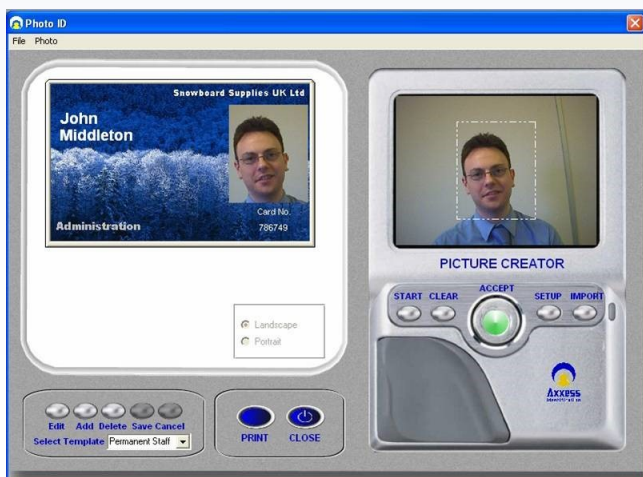 Photo ID
File Photo
Snowboard Supplies UK Ltd
John
Middleton
Card No.
786749
Administration
Landscape
Portrait
Edit Add Delete Save Cancel
Select Template Permanent Staff
PRINT CLOSE
PICTURE CREATOR
START CLEAR ACCEPT SETUP IMPORT
Axxess
Identification